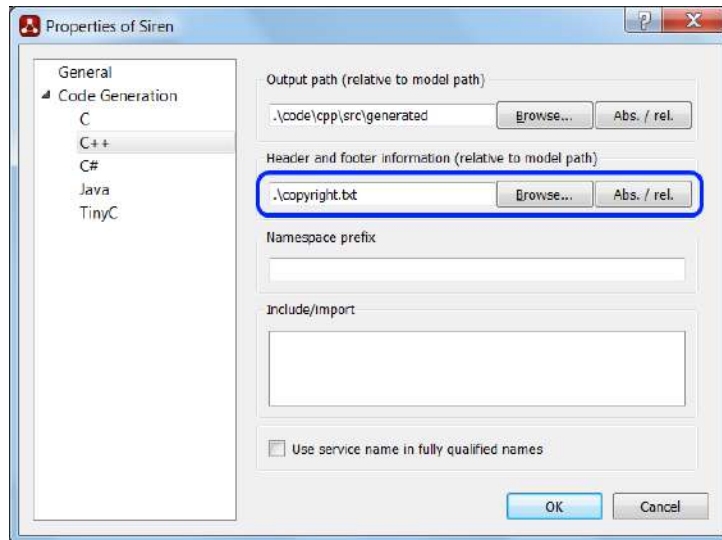 Properties of Siren
General
Code Generation
C
C++
C#
Java
TinyC
Output path (relative to model path)
.\code\cpp\src\generated
Browse...
Abs. / rel.
Header and footer information (relative to model path)
.\copyright.txt
Browse...
Abs. / rel.
Namespace prefix
Include/import
Use service name in fully qualified names
OK
Cancel